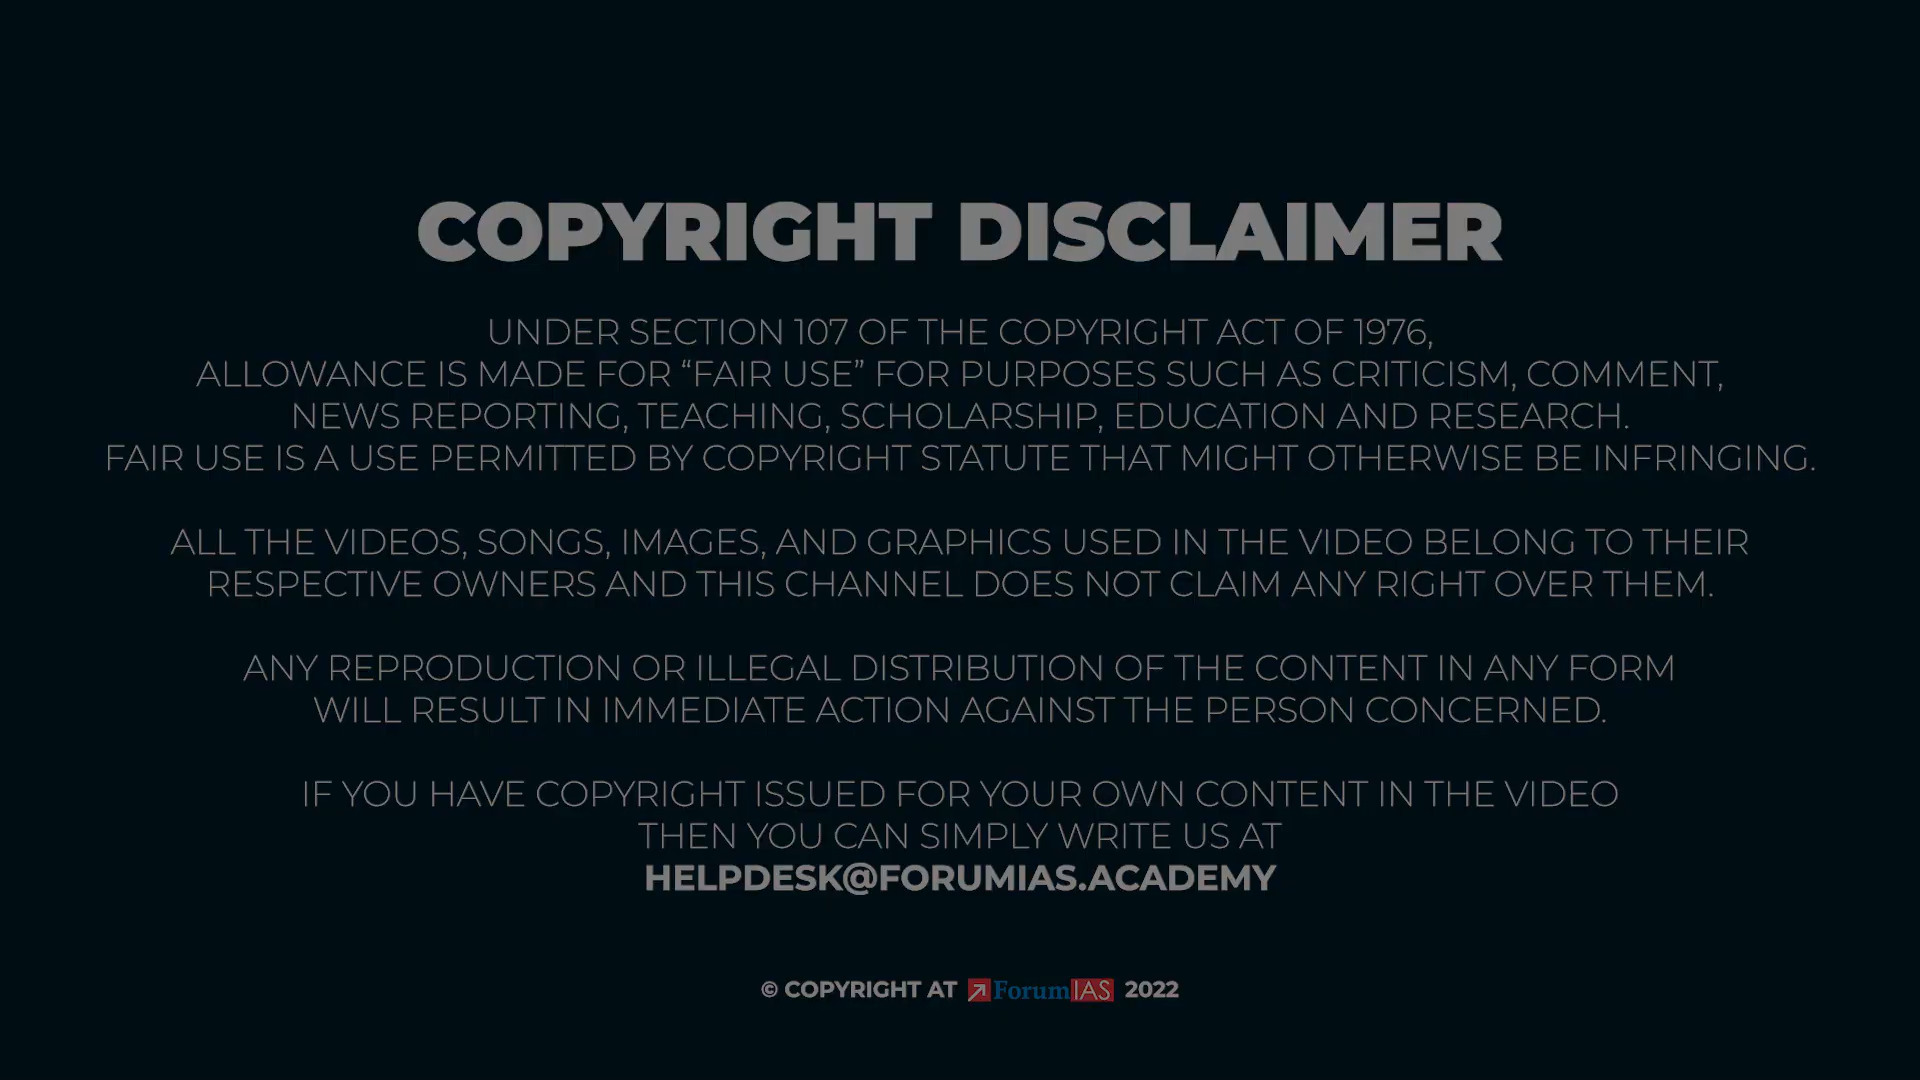 COPYRIGHT DISCLAIMER
UNDER SECTION 107 OF THE COPYRIGHT ACT OF 1976,
ALLOWANCE IS MADE FOR “FAIR USE” FOR PURPOSES SUCH AS CRITICISM, COMMENT,
NEWS REPORTING, TEACHING, SCHOLARSHIP, EDUCATION AND RESEARCH.
FAIR USE IS A USE PERMITTED BY COPYRIGHT STATUTE THAT MIGHT OTHERWISE BE INFRINGING.
ALL THE VIDEOS, SONGS, IMAGES, AND GRAPHICS USED IN THE VIDEO BELONG TO THEIR
RESPECTIVE OWNERS AND THIS CHANNEL DOES NOT CLAIM ANY RIGHT OVER THEM.
ANY REPRODUCTION OR ILLEGAL DISTRIBUTION OF THE CONTENT IN ANY FORM
WILL RESULT IN IMMEDIATE ACTION AGAINST THE PERSON CONCERNED.
IF YOU HAVE COPYRIGHT ISSUED FOR YOUR OWN CONTENT IN THE VIDEO
THEN YOU CAN SIMPLY WRITE US AT
HELPDESK@FORUMIAS.ACADEMY
© COPYRIGHT AT ForumIAS 2022